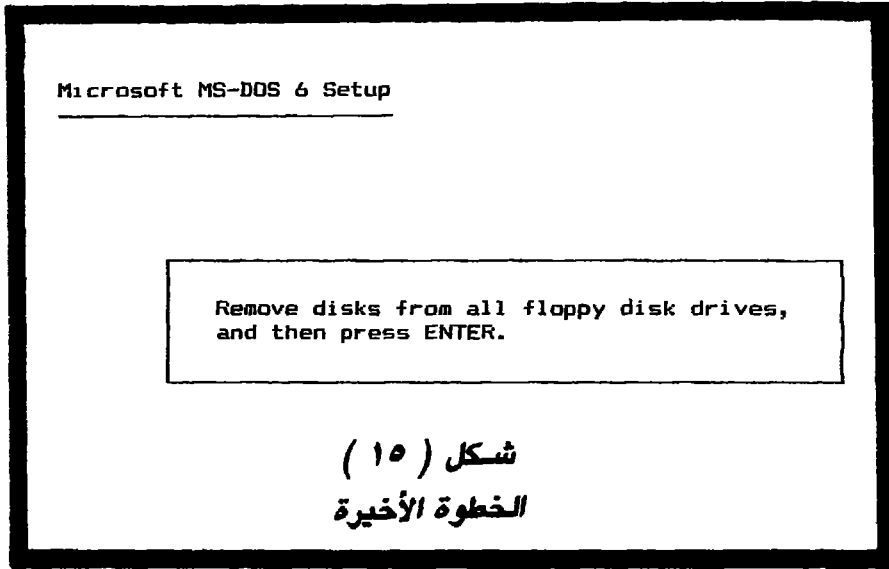 Microsoft MS-DOS 6 Setup
Remove disks from all floppy disk drives,
and then press ENTER.
شكل ( ١٥ )
الخطوة الأخيرة